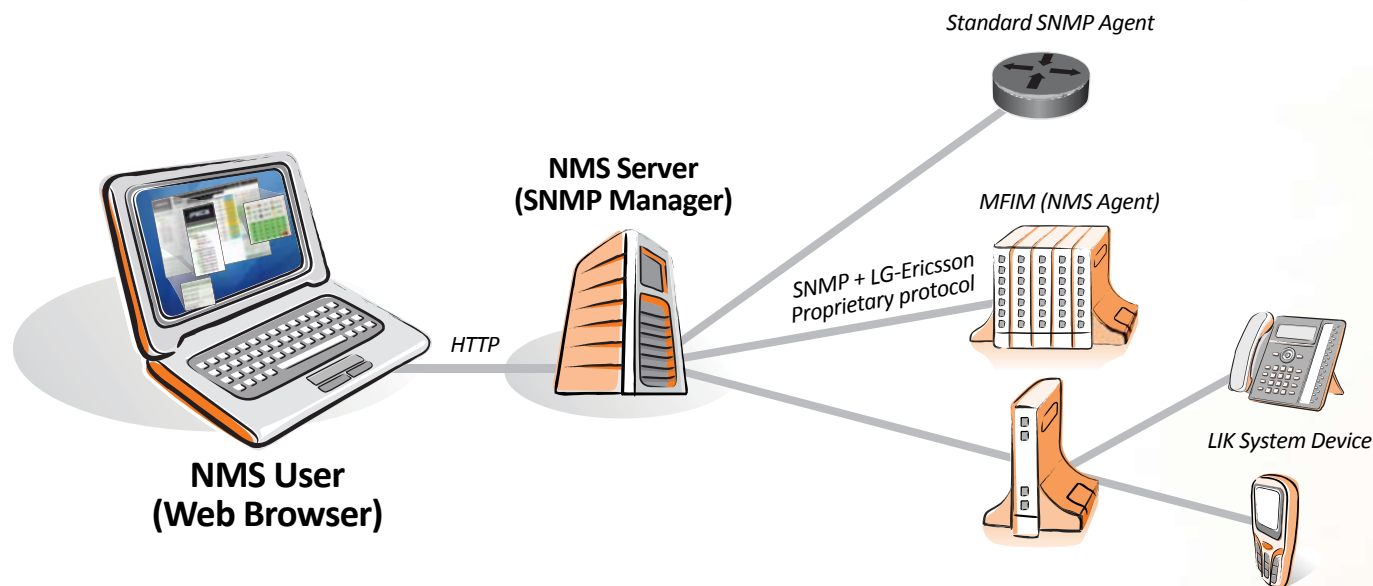 Standard SNMP Agent
NMS Server
(SNMP Manager)
MFIM (NMS Agent)
SNMP + LG-Ericsson
Proprietary protocol
HTTP
LIK System Device
NMS User
(Web Browser)